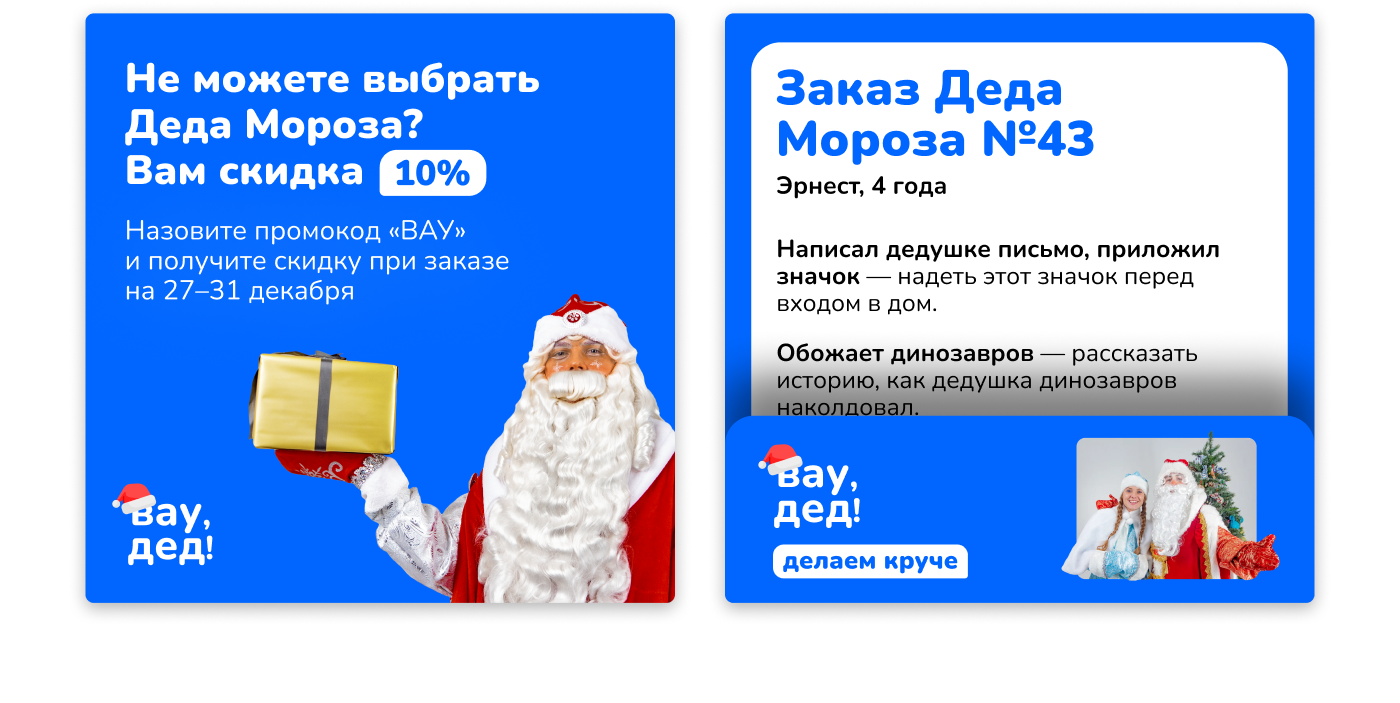 Не можете выбрать
Деда Мороза?
Вам скидка 10%
Назовите промокод «ВАУ»
и получите скидку при заказе
на 27–31 декабря
вау,
дед!
Заказ Деда
Мороза №43
Эрнест, 4 года
Написал дедушке письмо, приложил
значок — надеть этот значок перед
входом в дом.
Обожает динозавров — рассказать
историю, как дедушка динозавров
наколдовал.
вау,
дед!
делаем круче